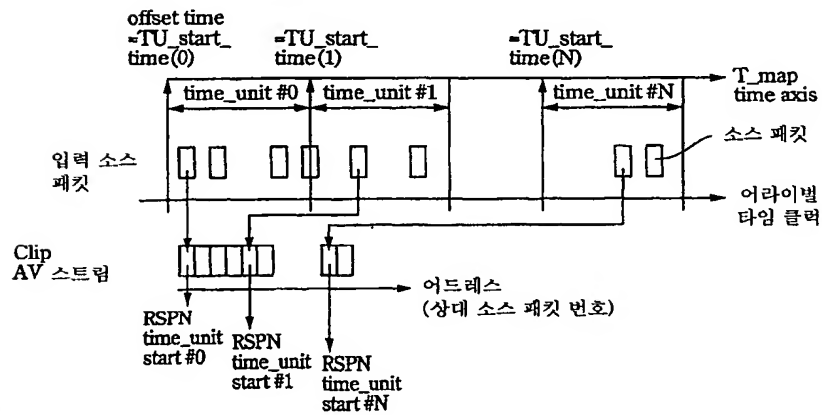 offset time
=TU_start_
time(0)
=TU_start_
time(1)
=TU_start_
time(N)
T_map
time axis
time_unit #0
time_unit #1
time_unit #N
소스 패킷
입력 소스
패킷
어라이벌
타임 클럭
Clip
AV 스트림
어드레스
(상대 소스 패킷 번호)
RSPN
time_unit
start #0
RSPN
time_unit
start #1
RSPN
time_unit
start #N